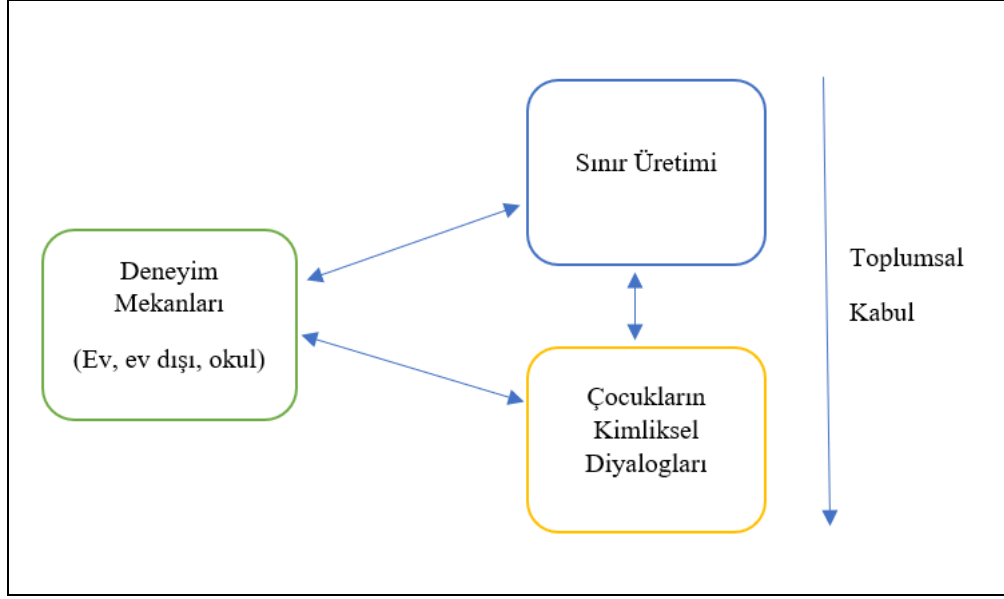 Deneyim
Mekanları
(Ev, ev dışı, okul)
Sınır Üretimi
Çocukların
Kimliksel
Diyalogları
Toplumsal
Kabul